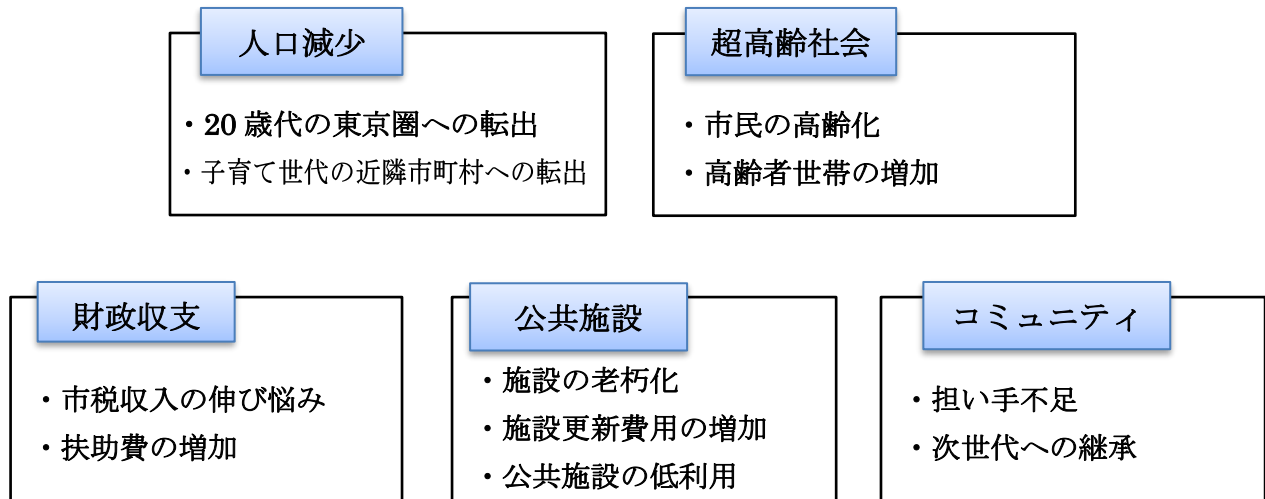 人口減少
・20 歳代の東京圏への転出
・子育て世代の近隣市町村への転出
超高齢社会
・市民の高齢化
・高齢者世帯の増加
財政収支
・市税収入の伸び悩み
・扶助費の増加
公共施設
・施設の老朽化
・施設更新費用の増加
・公共施設の低利用
コミュニティ
・担い手不足
・次世代への継承